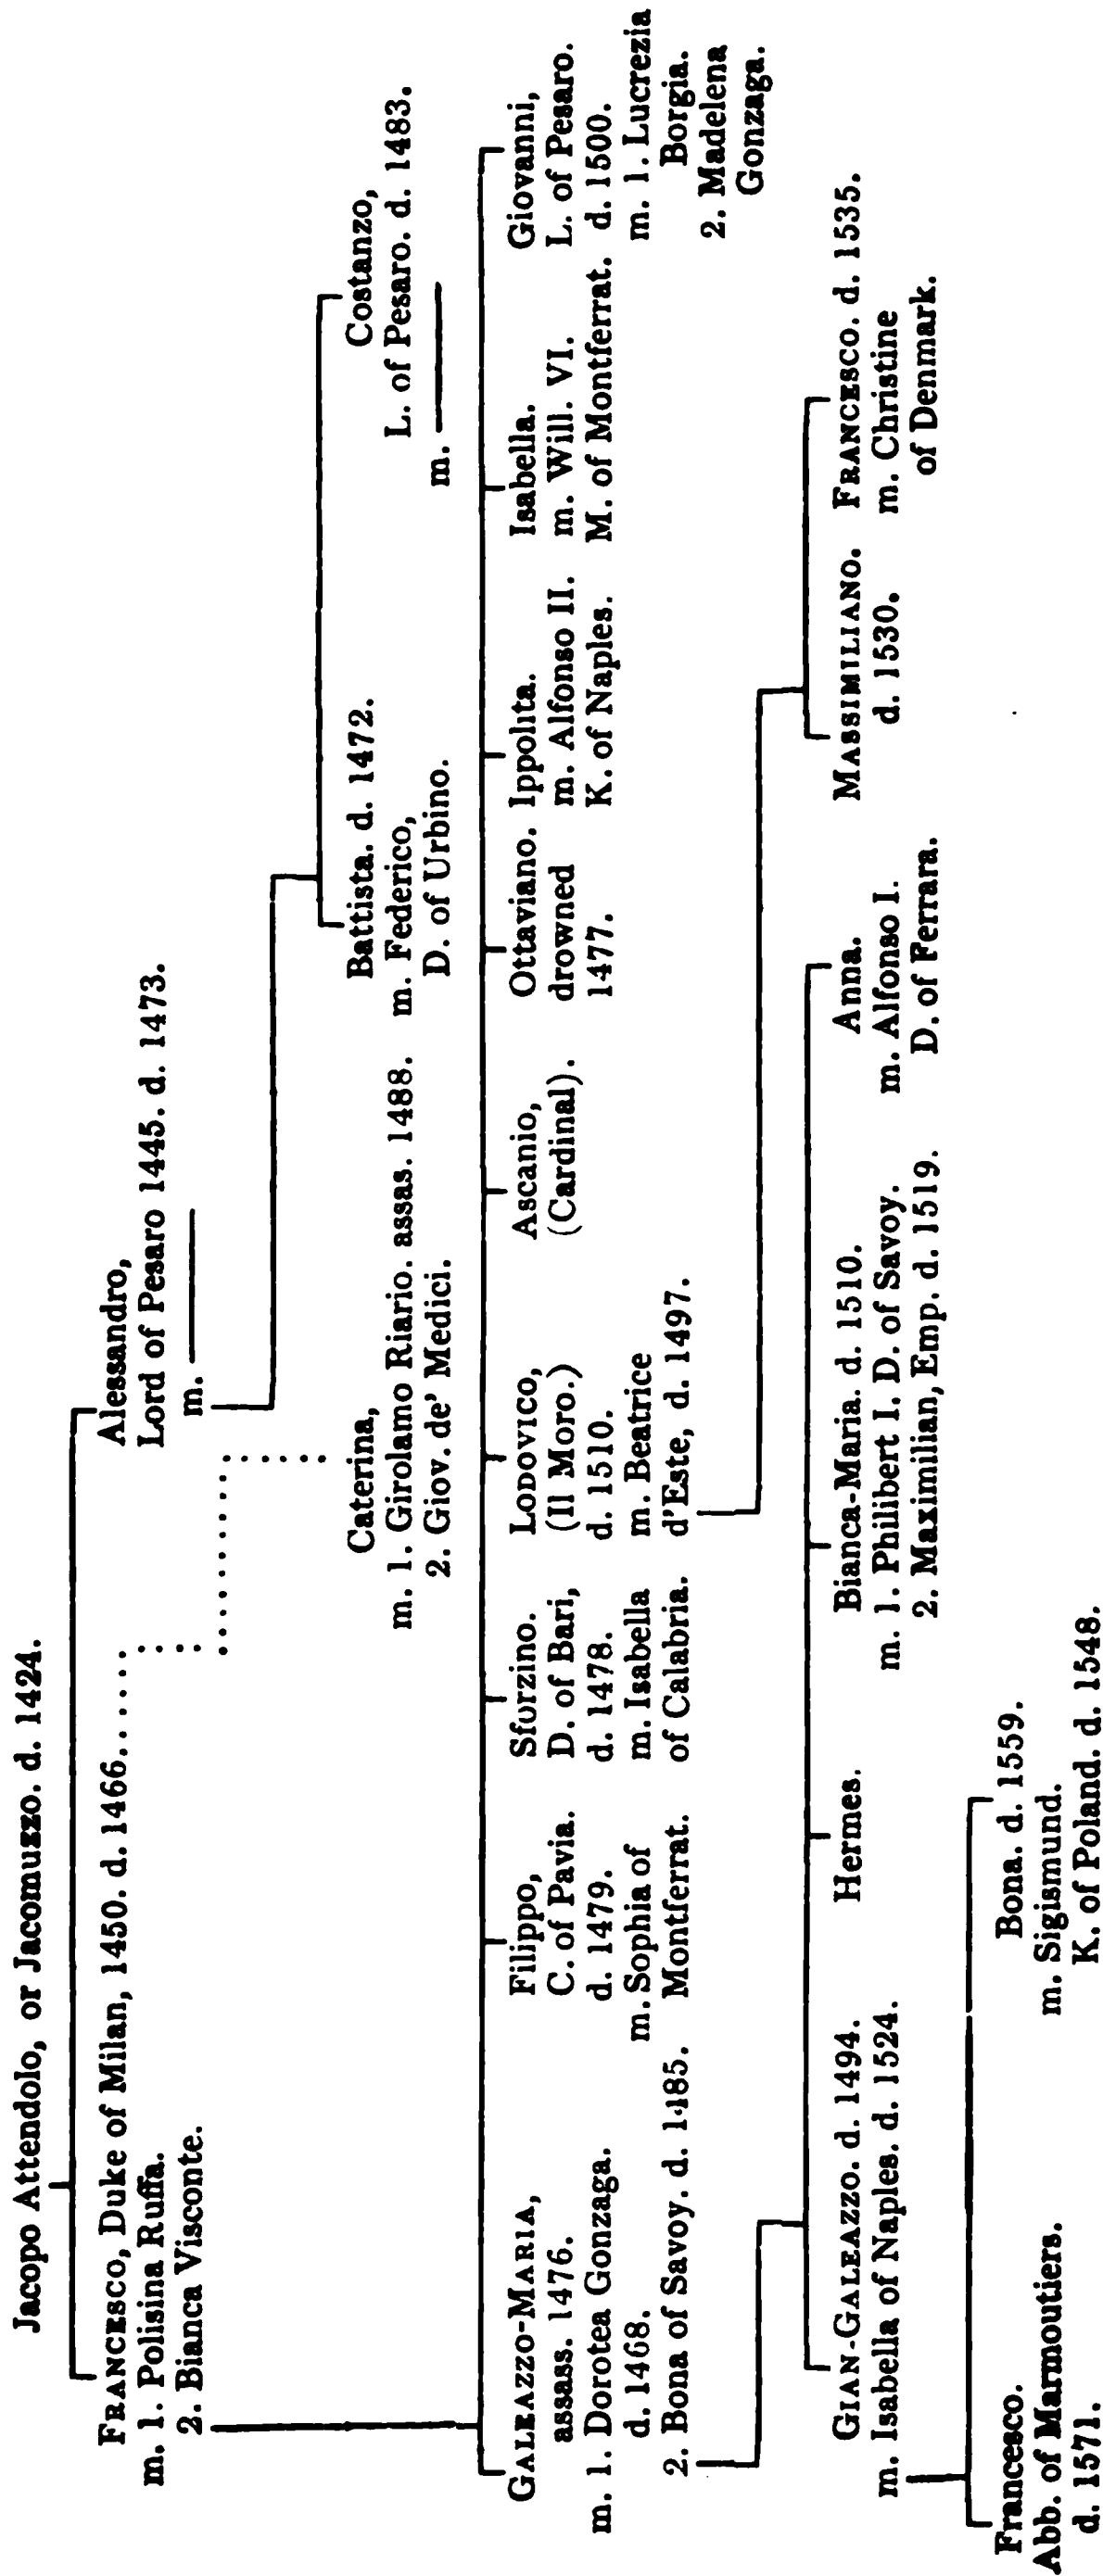 Jacopo Attendolo, or Jacomuzzo. d. 1424.
FRANCESCO, Duke of Milan, 1450. d. 1466......
m. 1. Polisina Ruffa.
2. Bianca Visconte.
Alessandro,
Lord of Pesaro 1445. d. 1473.
m. ———
Caterina,
m. 1. Girolamo Riario. assas. 1488.
2. Giov. de' Medici.
Battista. d. 1472.
m. Federico,
D. of Urbino.
Costanzo,
L. of Pesaro. d. 1483.
m. ———
GALEAZZO-MARIA,
assass. 1476.
m. 1. Dorotea Gonzaga.
d. 1468.
2. Bona of Savoy. d. 1485.
Filippo,
C. of Pavia.
d. 1479.
m. Sophia of
Montferrat.
Sforzino.
D. of Bari,
d. 1478.
m. Isabella
of Calabria.
LODOVICO,
(Il Moro.)
d. 1510.
m. Beatrice
d'Este, d. 1497.
Ascanio,
(Cardinal).
Ottaviano.
drowned
1477.
Ippolita.
m. Alfonso II.
K. of Naples.
Isabella.
m. Will. VI.
M. of Montferrat.
Giovanni,
L. of Pesaro.
d. 1500.
m. 1. Lucrezia
Borgia.
2. Madelena
Gonzaga.
GIAN-GALEAZZO. d. 1494.
m. Isabella of Naples. d. 1524.
Hermes.
Bianca-Maria. d. 1510.
m. 1. Philibert I. D. of Savoy.
2. Maximilian, Emp. d. 1519.
Anna.
m. Alfonso I.
D. of Ferrara.
MASSIMILIANO.
d. 1530.
FRANCESCO. d. 1535.
m. Christine
of Denmark.
Francesco.
Abb. of Marmoutiers.
d. 1571.
Bona. d. 1559.
m. Sigismund.
K. of Poland. d. 1548.